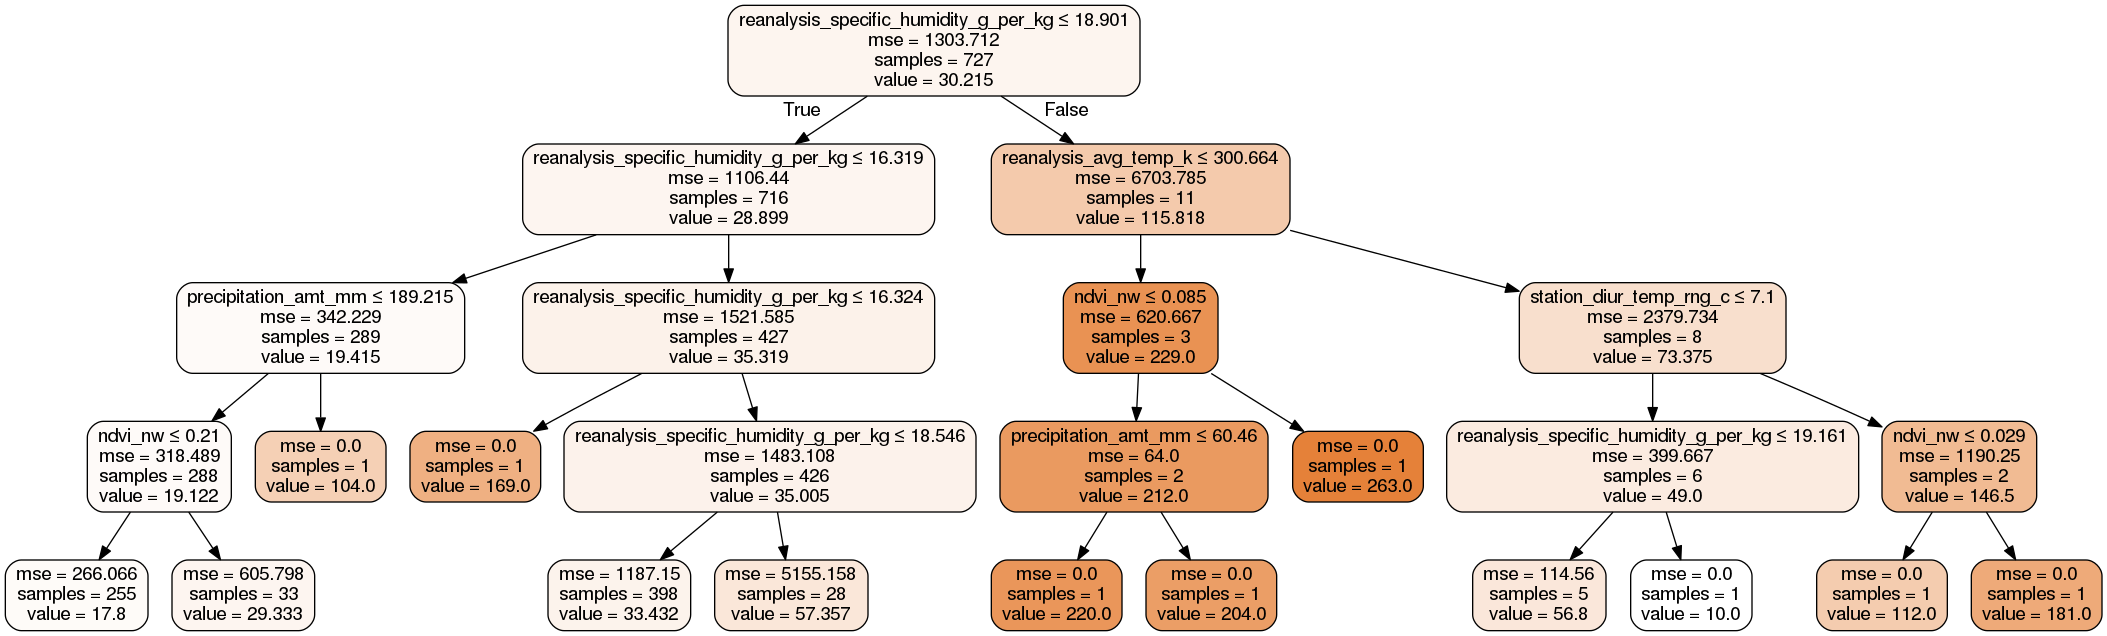 reanalysis_specific_humidity_g_per_kg ≤ 18.901
mse = 1303.712
samples = 727
value = 30.215
True
False
reanalysis_specific_humidity_g_per_kg ≤ 16.319
mse = 1106.44
samples = 716
value = 28.899
reanalysis_avg_temp_k ≤ 300.664
mse = 6703.785
samples = 11
value = 115.818
precipitation_amt_mm ≤ 189.215
mse = 342.229
samples = 289
value = 19.415
reanalysis_specific_humidity_g_per_kg ≤ 16.324
mse = 1521.585
samples = 427
value = 35.319
ndvi_nw ≤ 0.085
mse = 620.667
samples = 3
value = 229.0
station_diur_temp_rng_c ≤ 7.1
mse = 2379.734
samples = 8
value = 73.375
ndvi_nw ≤ 0.21
mse = 318.489
samples = 288
value = 19.122
mse = 0.0
samples = 1
value = 104.0
mse = 0.0
samples = 1
value = 169.0
reanalysis_specific_humidity_g_per_kg ≤ 18.546
mse = 1483.108
samples = 426
value = 35.005
precipitation_amt_mm ≤ 60.46
mse = 64.0
samples = 2
value = 212.0
mse = 0.0
samples = 1
value = 263.0
reanalysis_specific_humidity_g_per_kg ≤ 19.161
mse = 399.667
samples = 6
value = 49.0
ndvi_nw ≤ 0.029
mse = 1190.25
samples = 2
value = 146.5
mse = 266.066
samples = 255
value = 17.8
mse = 605.798
samples = 33
value = 29.333
mse = 1187.15
samples = 398
value = 33.432
mse = 5155.158
samples = 28
value = 57.357
mse = 0.0
samples = 1
value = 220.0
mse = 0.0
samples = 1
value = 204.0
mse = 114.56
samples = 5
value = 56.8
mse = 0.0
samples = 1
value = 10.0
mse = 0.0
samples = 1
value = 112.0
mse = 0.0
samples = 1
value = 181.0